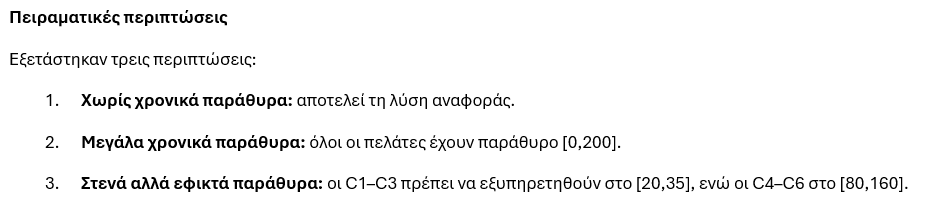 Πειραματικές περιπτώσεις
Εξετάστηκαν τρεις περιπτώσεις:
1. Χωρίς χρονικά παράθυρα: αποτελεί τη λύση αναφοράς.
2. Μεγάλα χρονικά παράθυρα: όλοι οι πελάτες έχουν παράθυρο [0,200].
3. Στενά αλλά εφικτά παράθυρα: οι C1–C3 πρέπει να εξυπηρετηθούν στο [20,35], ενώ οι C4–C6 στο [80,160].